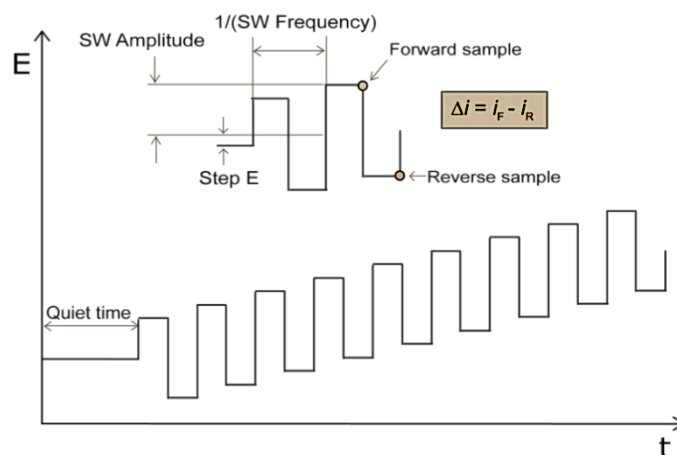 1/(SW Frequency)
SW Amplitude
Forward sample
E
Δi = iF - iR
Step E
Reverse sample
Quiet time
t